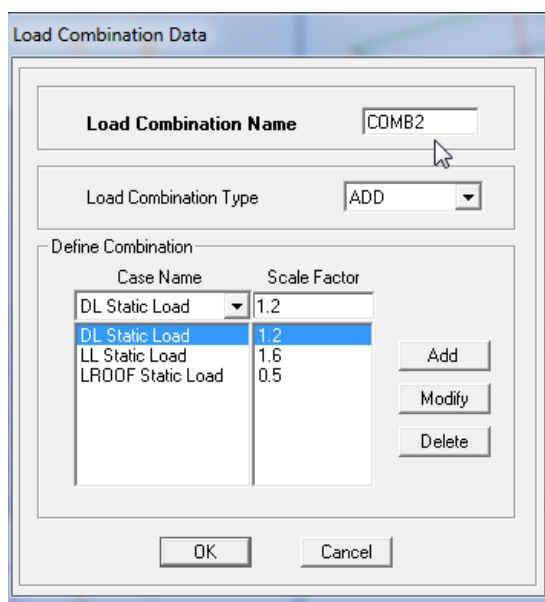 Load Combination Data
Load Combination Name COMB2
Load Combination Type ADD
Define Combination
Case Name Scale Factor
DL Static Load 1.2
DL Static Load 1.2
LL Static Load 1.6
LROOF Static Load 0.5
Add
Modify
Delete
OK Cancel